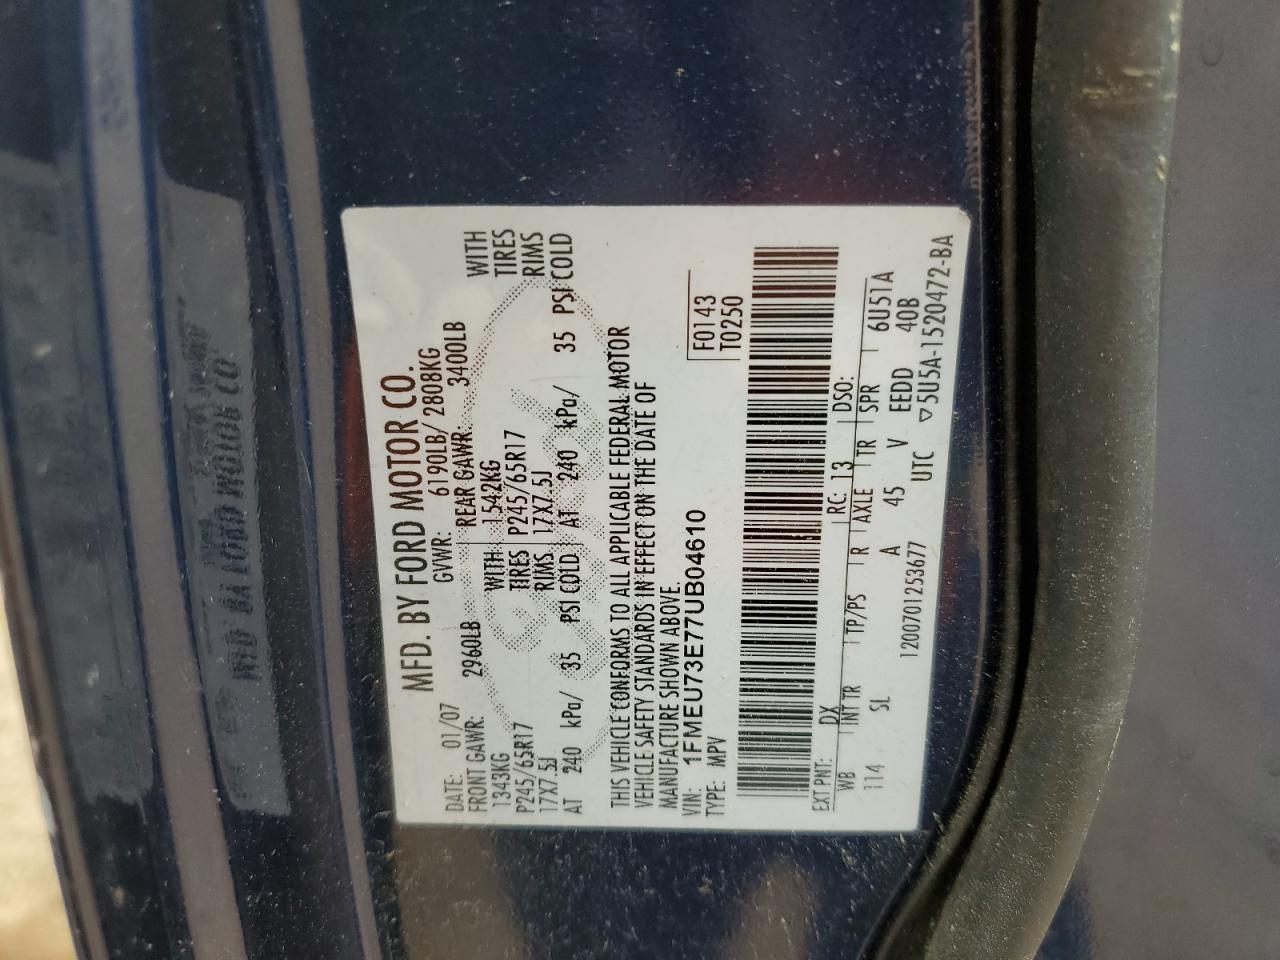 MFD. BY FORD MOTOR CO.
DATE: 01/07 GVWR: 6190LB/ 2808KG
FRONT GAWR: 2960LB REAR GAWR: 3400LB
1343KG WITH 1542KG WITH
P245/65R17 TIRES P245/65R17 TIRES
17X7.5J RIMS 17X7.5J RIMS
AT 240 kPa/ 35 PSI COLD AT 240 kPa/ 35 PSI COLD
THIS VEHICLE CONFORMS TO ALL APPLICABLE FEDERAL MOTOR
VEHICLE SAFETY STANDARDS IN EFFECT ON THE DATE OF
MANUFACTURE SHOWN ABOVE.
VIN: 1FMEU73E77UB04610
TYPE: MPV
F0143
T0250
EXT PNT: DX RC: 13 DSO:
WB INT TR TP/PS R AXLE TR SPR 6U51A
114 SL A 45 V EEDD 40B
UTC ▽5U5A-1520472-BA
1200701253677